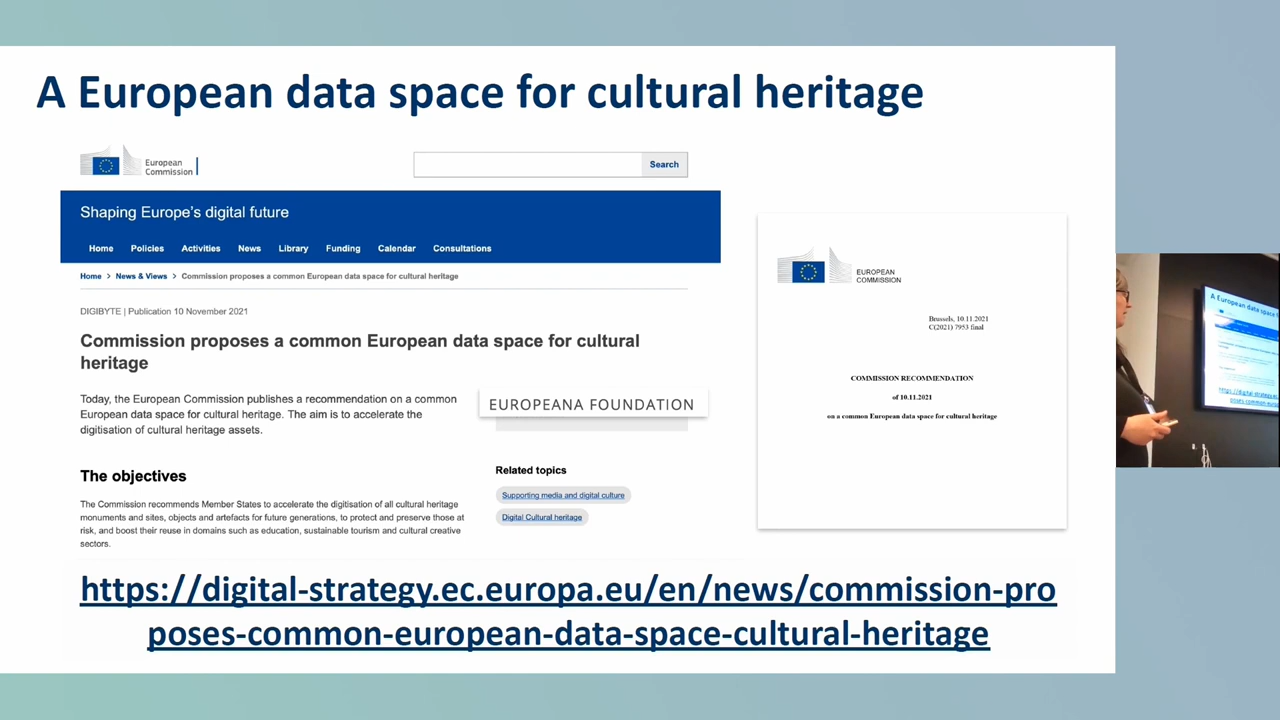 A European data space for cultural heritage
European
Commission
Search
Shaping Europe's digital future
Home Policies Activities News Library Funding Calendar Consultations
Home > News & Views > Commission proposes a common European data space for cultural heritage
DIGIBYTE | Publication 10 November 2021
Commission proposes a common European data space for cultural
heritage
Today, the European Commission publishes a recommendation on a common
European data space for cultural heritage. The aim is to accelerate the
digitisation of cultural heritage assets.
EUROPEANA FOUNDATION
The objectives
The Commission recommends Member States to accelerate the digitisation of all cultural heritage
monuments and sites, objects and artefacts for future generations, to protect and preserve those at
risk, and boost their reuse in domains such as education, sustainable tourism and cultural creative
sectors.
Related topics
Supporting media and digital culture
Digital Cultural heritage
EUROPEAN
COMMISSION
Brussels, 10.11.2021
C(2021) 7953 final
COMMISSION RECOMMENDATION
of 10.11.2021
on a common European data space for cultural heritage
https://digital-strategy.ec.europa.eu/en/news/commission-pro
poses-common-european-data-space-cultural-heritage
A European data space